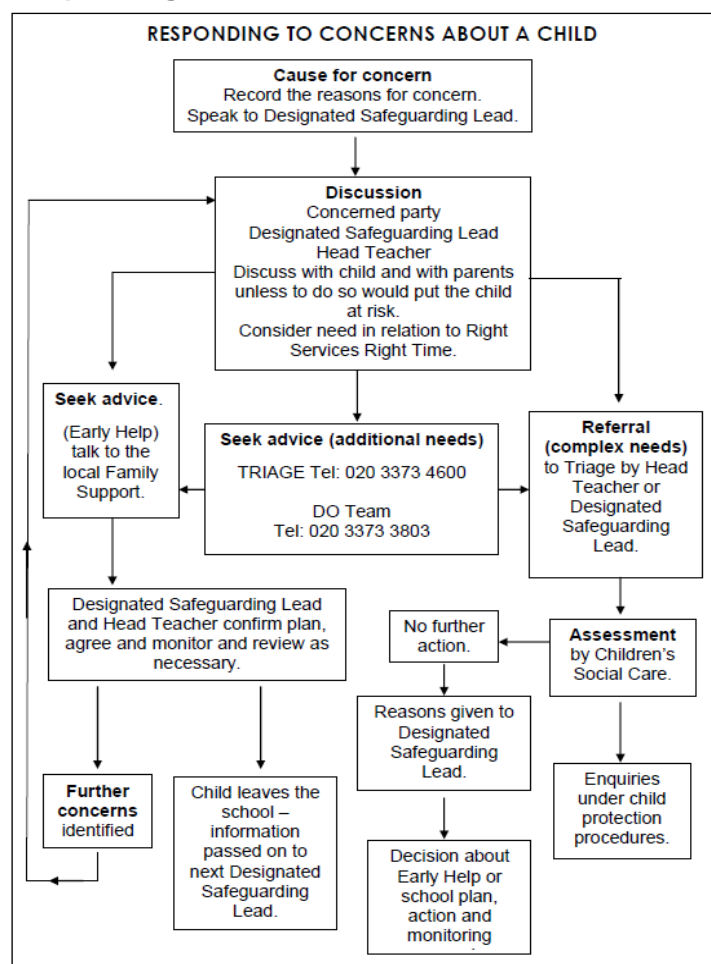 RESPONDING TO CONCERNS ABOUT A CHILD
Cause for concern
Record the reasons for concern.
Speak to Designated Safeguarding Lead.
Discussion
Concerned party
Designated Safeguarding Lead
Head Teacher
Discuss with child and with parents
unless to do so would put the child
at risk.
Consider need in relation to Right
Services Right Time.
Seek advice.
(Early Help)
talk to the
local Family
Support.
Seek advice (additional needs)
TRIAGE Tel: 020 3373 4600
DO Team
Tel: 020 3373 3803
Referral
(complex needs)
to Triage by Head
Teacher or
Designated
Safeguarding
Lead.
Designated Safeguarding Lead
and Head Teacher confirm plan,
agree and monitor and review as
necessary.
No further
action.
Assessment
by Children's
Social Care.
Reasons given to
Designated
Safeguarding
Lead.
Enquiries
under child
protection
procedures.
Further
concerns
identified
Child leaves the
school –
information
passed on to
next Designated
Safeguarding
Lead.
Decision about
Early Help or
school plan,
action and
monitoring